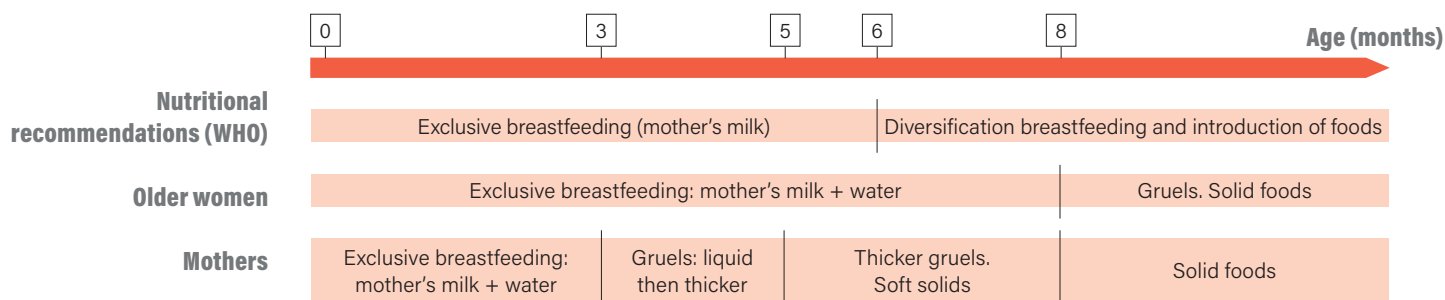 0
3
5
6
8
Age (months)
Nutritional
recommendations (WHO)
Exclusive breastfeeding (mother's milk)
Diversification breastfeeding and introduction of foods
Older women
Exclusive breastfeeding: mother's milk + water
Gruels. Solid foods
Mothers
Exclusive breastfeeding:
mother's milk + water
Gruels: liquid
then thicker
Thicker gruels.
Soft solids
Solid foods